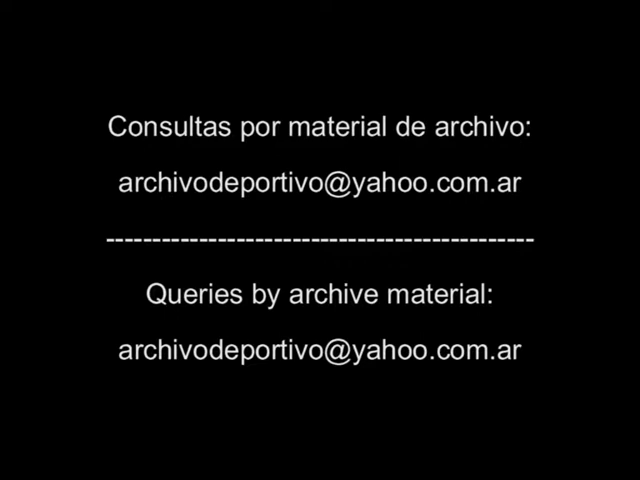 Consultas por material de archivo:
archivodeportivo@yahoo.com.ar
----------------------------------------------
Queries by archive material:
archivodeportivo@yahoo.com.ar